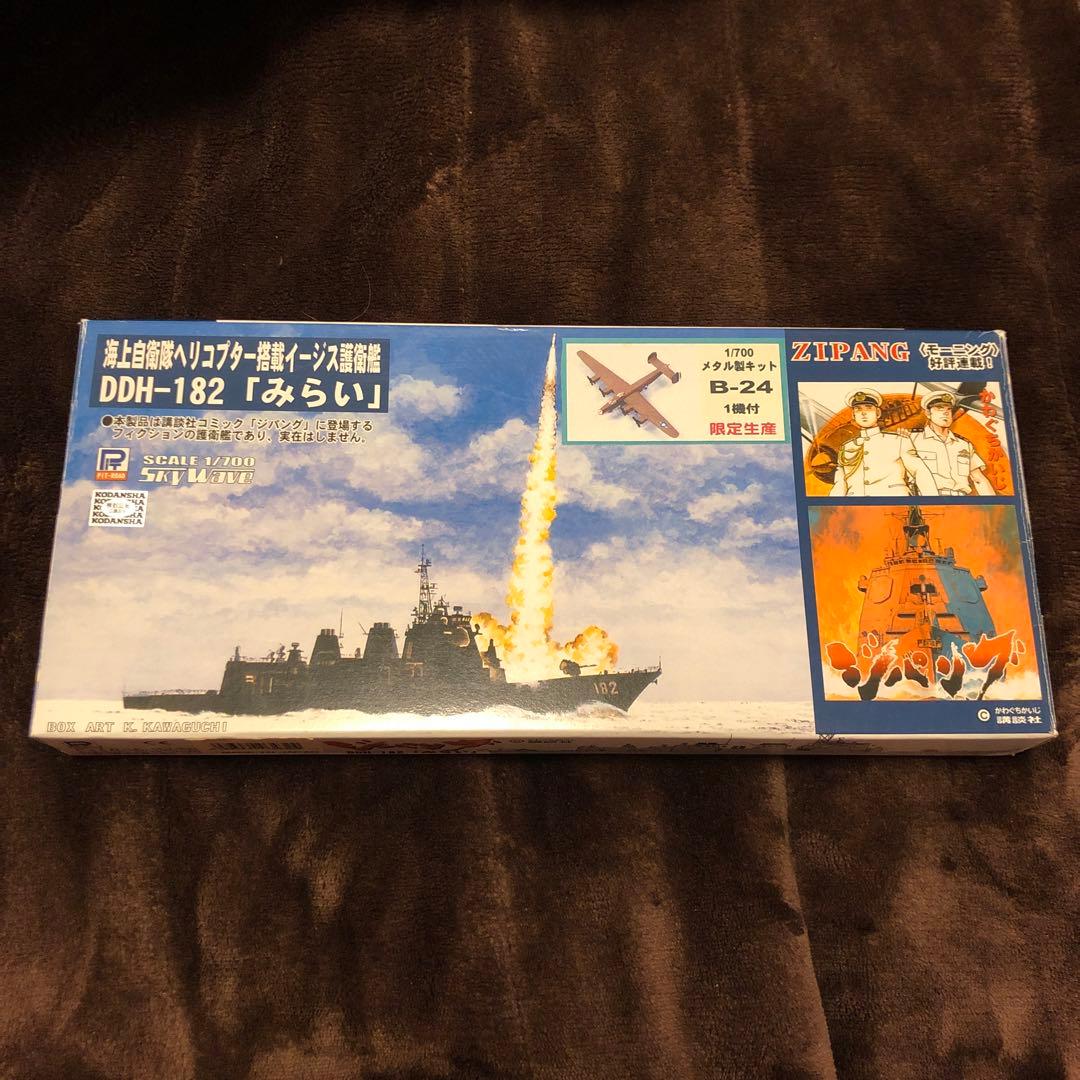 海上自衛隊ヘリコプター搭載イージス護衛艦
DDH-182「みらい」
●本製品は講談社コミック「ジパング」に登場する
フィクションの護衛艦であり、実在はしません。
PIT-ROAD
SCALE 1/700
Sky Wave
KODANSHA
KODANSHA
1/700
メタル製キット
B-24
1機付
限定生産
ZIPANG
〈モーニング〉
好評連載!
かわぐちかいじ
ジパング
© かわぐちかいじ
講談社
182
BOX ART K. KAWAGUCHI